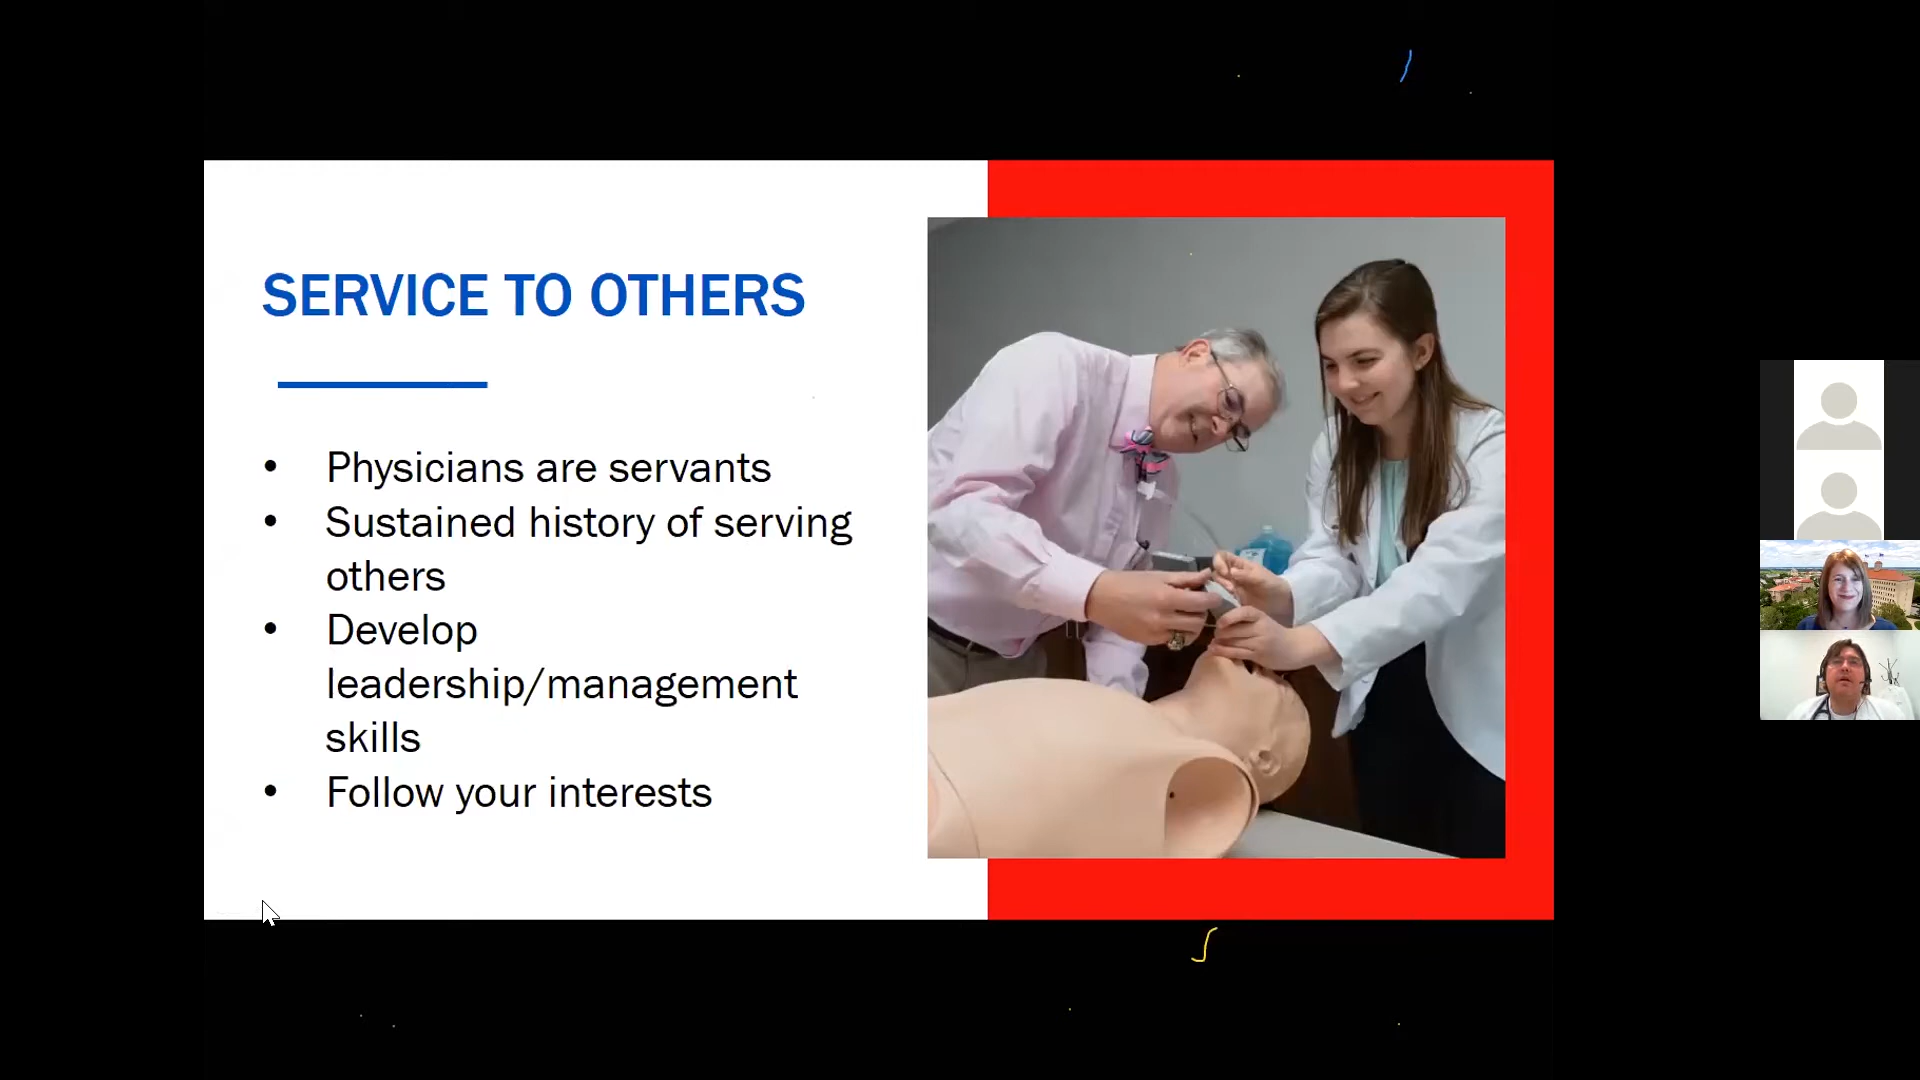 SERVICE TO OTHERS
• Physicians are servants
• Sustained history of serving
others
• Develop
leadership/management
skills
• Follow your interests